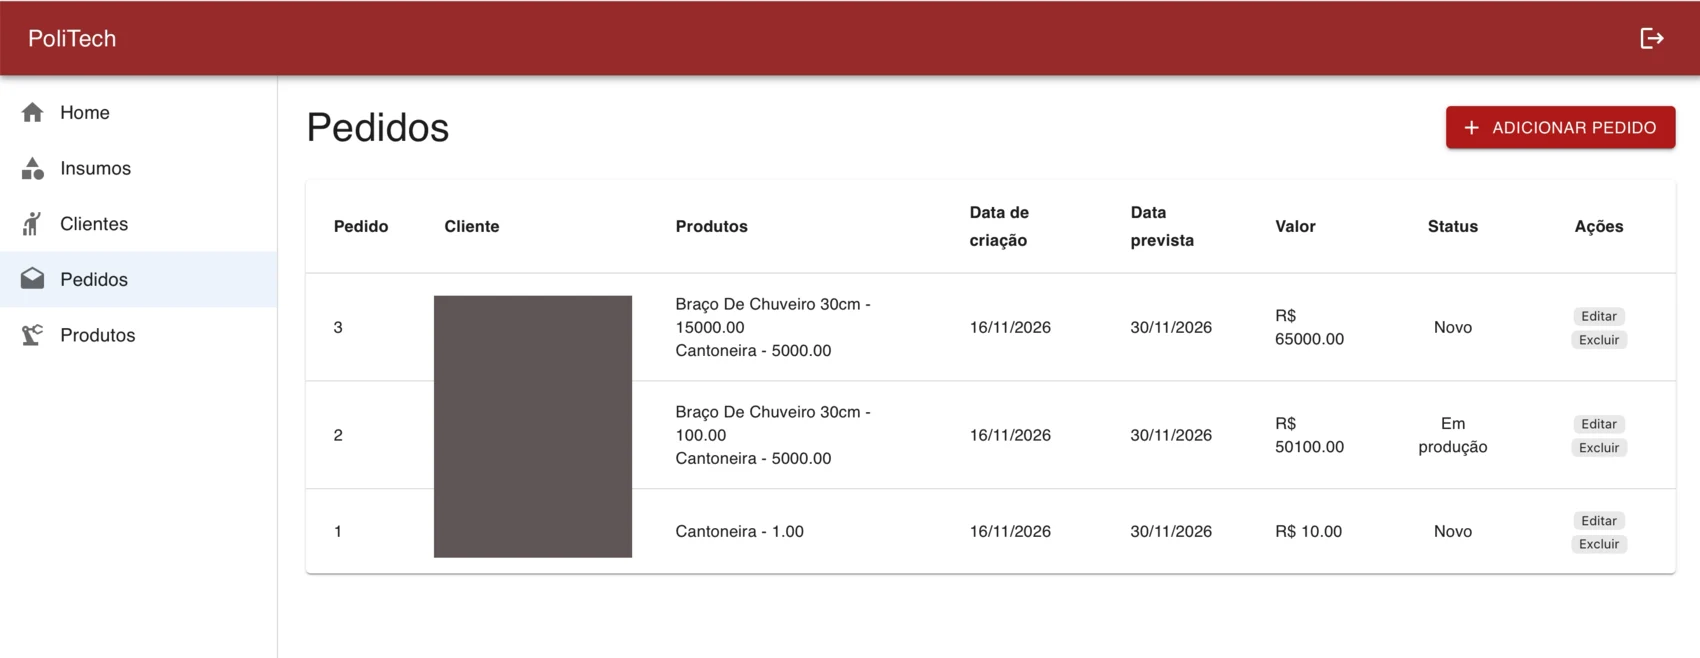 PoliTech
Home
Insumos
Clientes
Pedidos
Produtos
Pedidos
ADICIONAR PEDIDO
Pedido Cliente Produtos Data de criação Data prevista Valor Status Ações
3
Braço De Chuveiro 30cm -
15000.00
Cantoneira - 5000.00
16/11/2026
30/11/2026
R$
65000.00
Novo
Editar
Excluir
2
Braço De Chuveiro 30cm -
100.00
Cantoneira - 5000.00
16/11/2026
30/11/2026
R$
50100.00
Em
produção
Editar
Excluir
1
Cantoneira - 1.00
16/11/2026
30/11/2026
R$ 10.00
Novo
Editar
Excluir